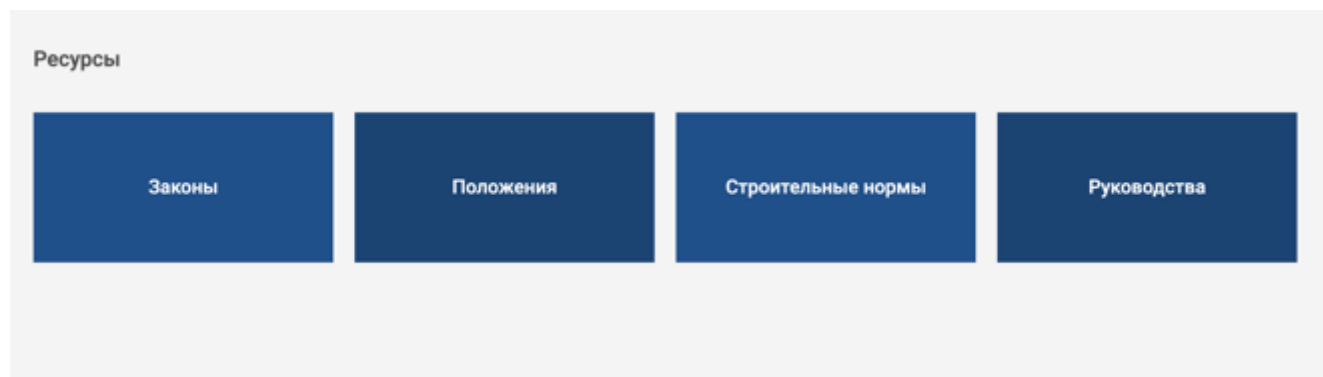 Ресурсы
Законы
Положения
Строительные нормы
Руководства